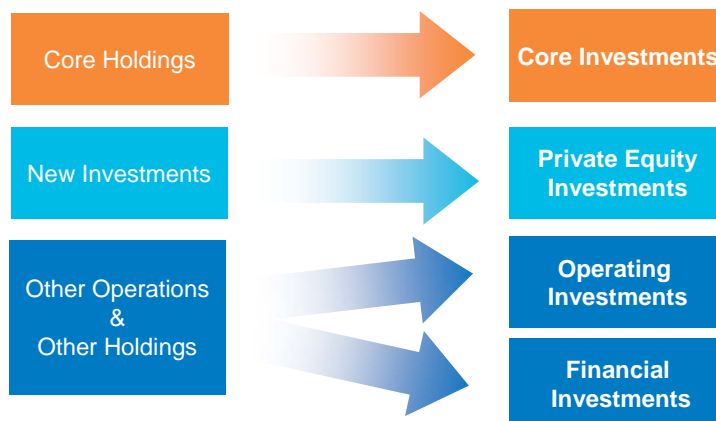 Core Holdings
Core Investments
New Investments
Private Equity
Investments
Other Operations
&
Other Holdings
Operating
Investments
Financial
Investments